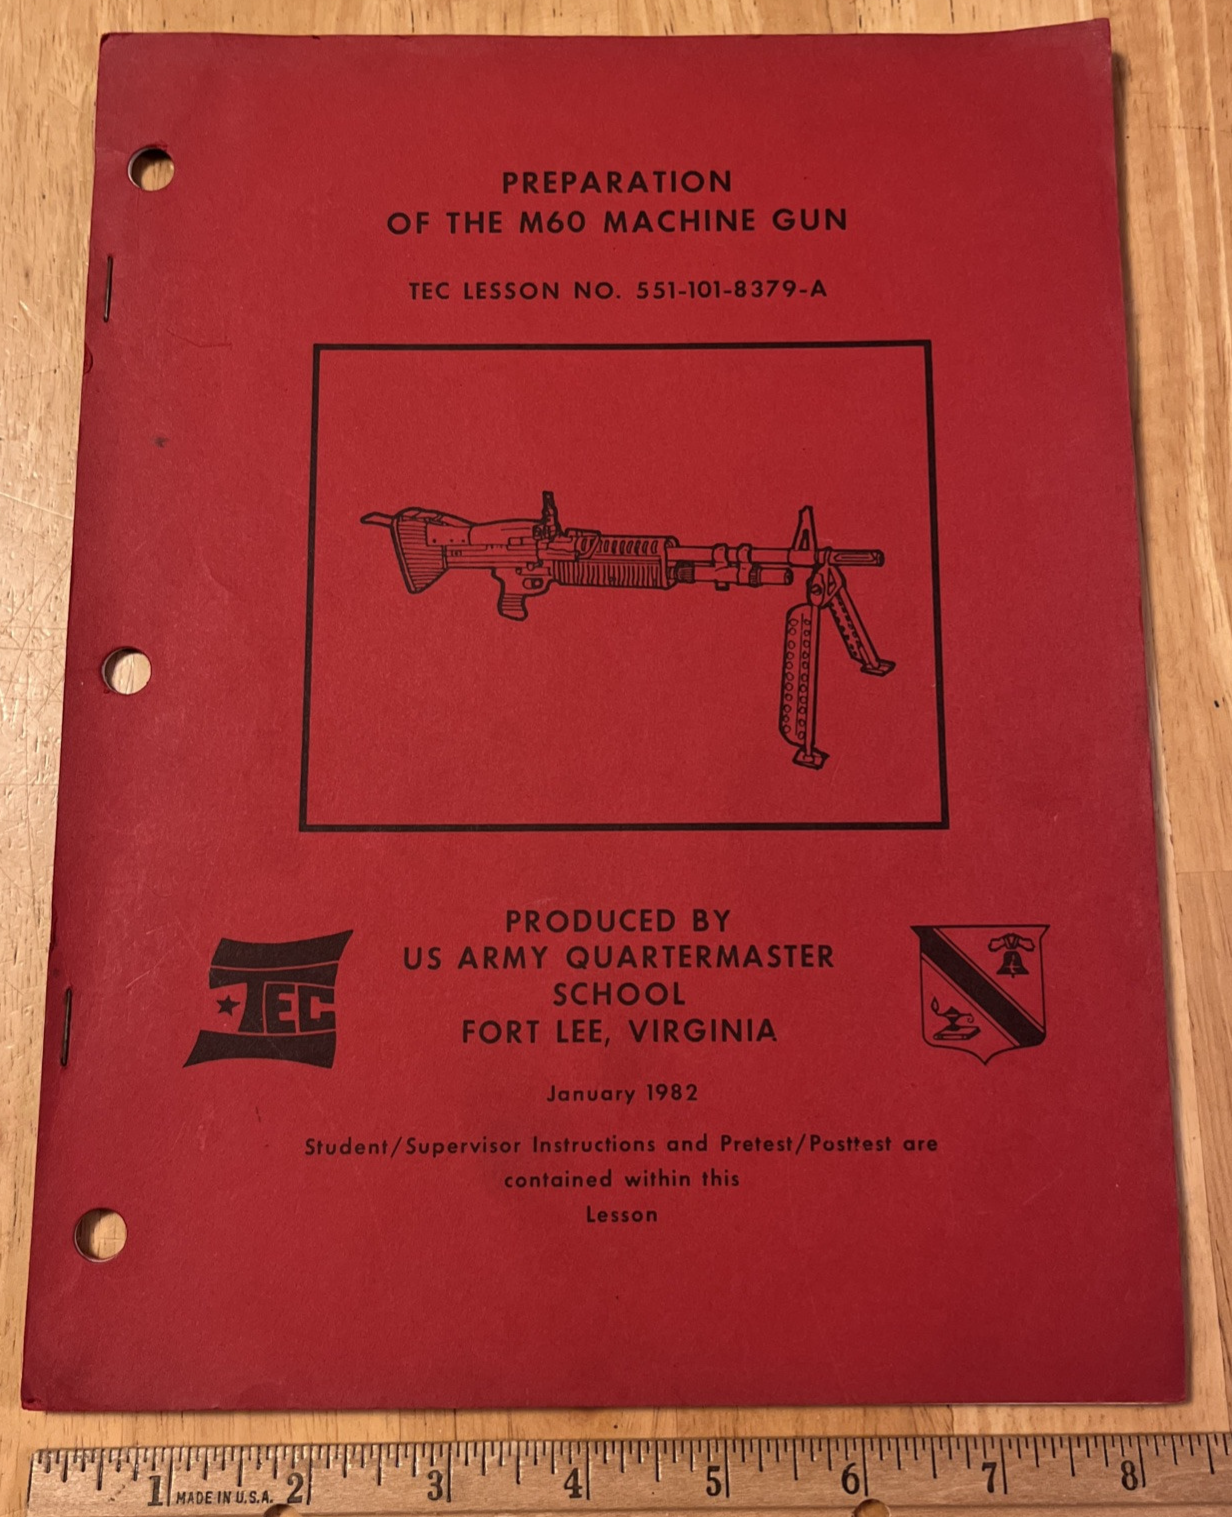 PREPARATION
OF THE M60 MACHINE GUN
TEC LESSON NO. 551-101-8379-A
PRODUCED BY
US ARMY QUARTERMASTER
SCHOOL
FORT LEE, VIRGINIA
TEC
January 1982
Student/Supervisor Instructions and Pretest/Posttest are
contained within this
Lesson
1 MADE IN U.S.A. 2 3 4 5 6 7 8